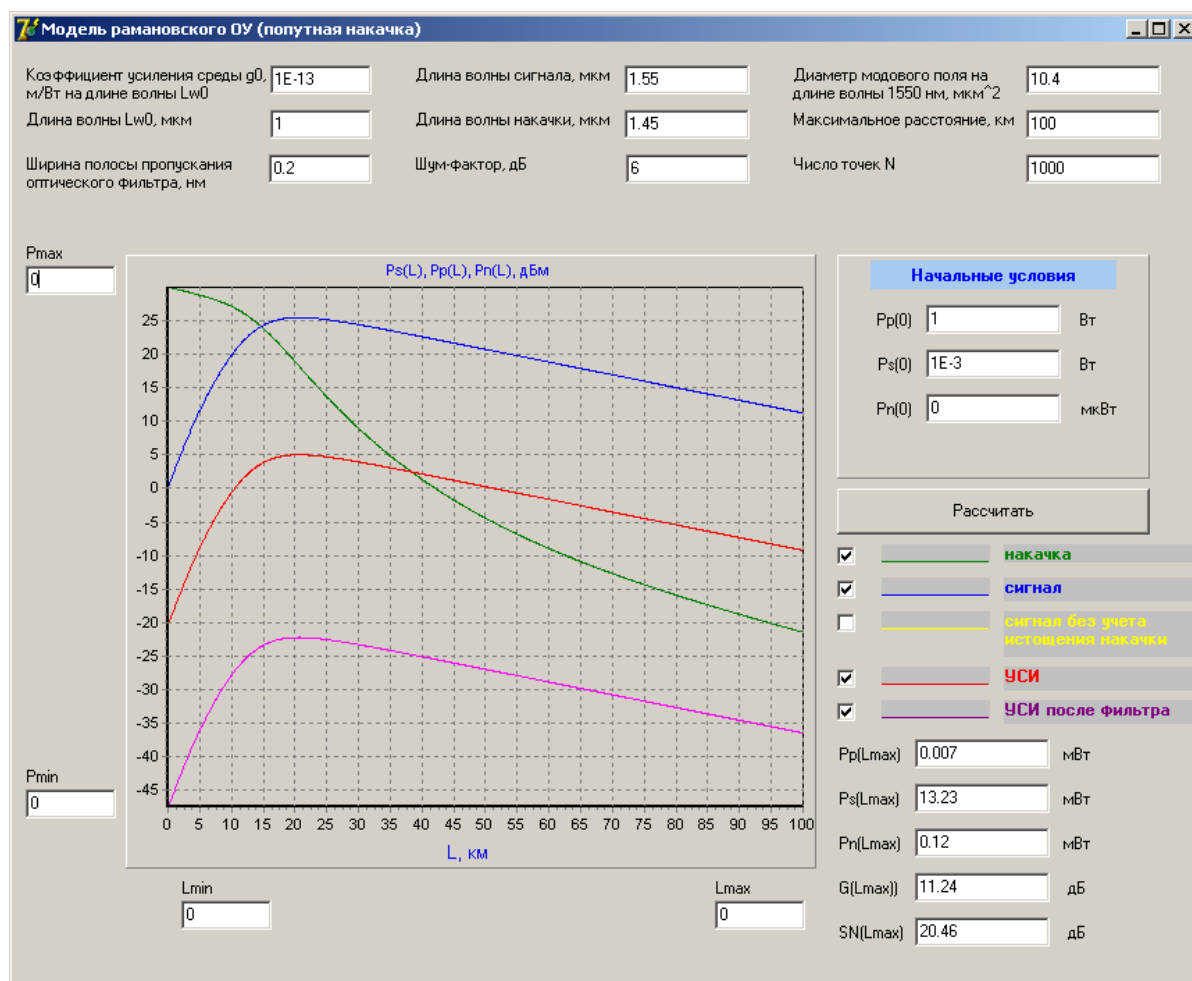 Модель рамановского ОУ (попутная накачка)
Коэффициент усиления среды g0,
м/Вт на длине волны Lw0
1E-13
Длина волны сигнала, мкм
1.55
Диаметр модового поля на
длине волны 1550 нм, мкм^2
10.4
Длина волны Lw0, мкм
1
Длина волны накачки, мкм
1.45
Максимальное расстояние, км
100
Ширина полосы пропускания
оптического фильтра, нм
0.2
Шум-фактор, дБ
6
Число точек N
1000
Pmax
0
Ps(L), Pp(L), Pn(L), дБм
25
20
15
10
5
0
-5
-10
-15
-20
-25
-30
-35
-40
-45
0 5 10 15 20 25 30 35 40 45 50 55 60 65 70 75 80 85 90 95 100
L, км
Pmin
0
Lmin
0
Lmax
0
Начальные условия
Pp(0) 1 Вт
Ps(0) 1E-3 Вт
Pn(0) 0 мкВт
Рассчитать
накачка
сигнал
сигнал без учета
истощения накачки
УСИ
УСИ после фильтра
Pp(Lmax) 0.007 мВт
Ps(Lmax) 13.23 мВт
Pn(Lmax) 0.12 мВт
G(Lmax)) 11.24 дБ
SN(Lmax) 20.46 дБ